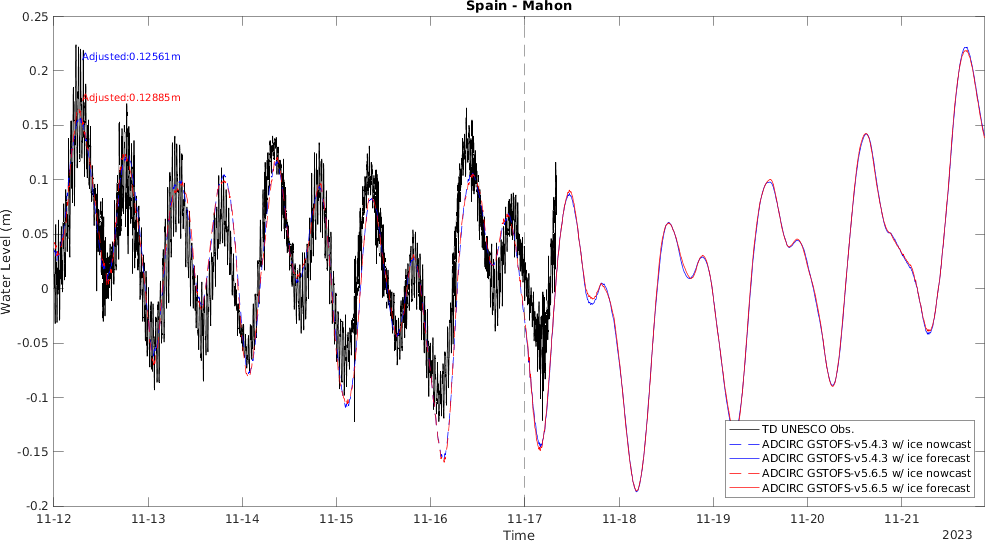 Spain - Mahon
0.25
0.2
0.15
0.1
0.05
0
-0.05
-0.1
-0.15
-0.2
Water Level (m)
Adjusted:0.12561m
Adjusted:0.12885m
TD UNESCO Obs.
ADCIRC GSTOFS-v5.4.3 w/ ice nowcast
ADCIRC GSTOFS-v5.4.3 w/ ice forecast
ADCIRC GSTOFS-v5.6.5 w/ ice nowcast
ADCIRC GSTOFS-v5.6.5 w/ ice forecast
11-12 11-13 11-14 11-15 11-16 11-17 11-18 11-19 11-20 11-21
Time
2023